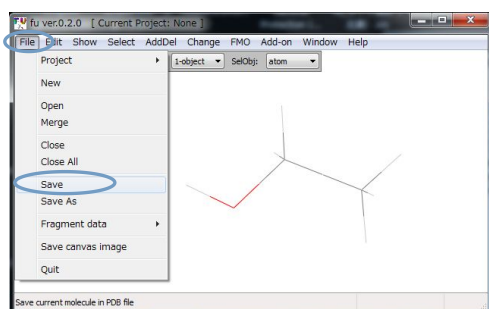 fu ver.0.2.0 [ Current Project: None ]
File Edit Show Select AddDel Change FMO Add-on Window Help
Project
1-object SelObj: atom
New
Open
Merge
Close
Close All
Save
Save As
Fragment data
Save canvas image
Quit
Save current molecule in PDB file